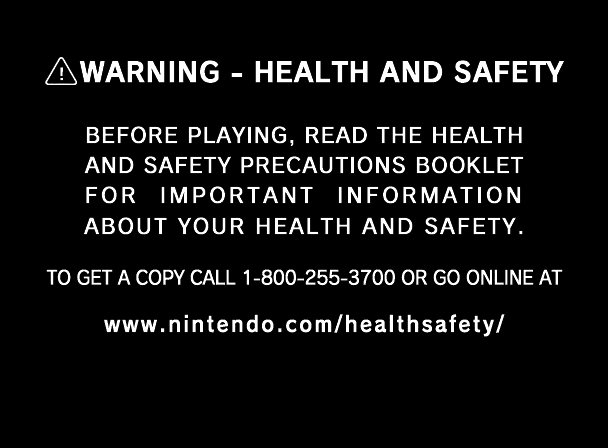 ⚠WARNING - HEALTH AND SAFETY
BEFORE PLAYING, READ THE HEALTH
AND SAFETY PRECAUTIONS BOOKLET
FOR IMPORTANT INFORMATION
ABOUT YOUR HEALTH AND SAFETY.
TO GET A COPY CALL 1-800-255-3700 OR GO ONLINE AT
www.nintendo.com/healthsafety/